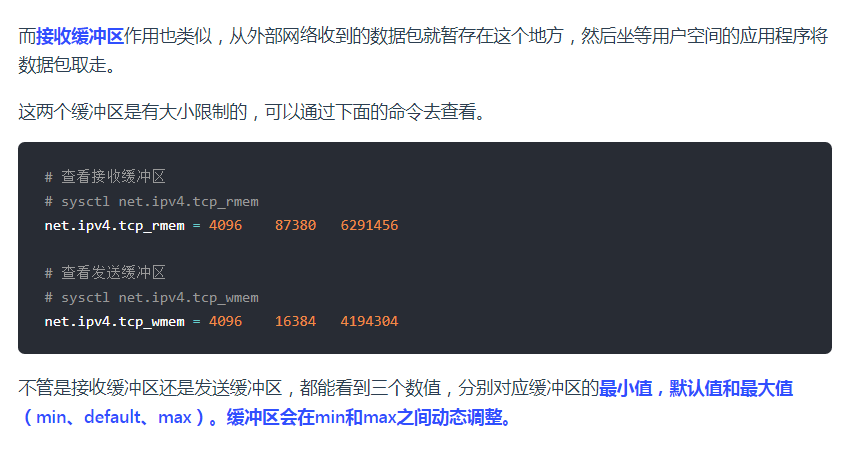 而接收缓冲区作用也类似，从外部网络收到的数据包就暂存在这个地方，然后坐等用户空间的应用程序将
数据包取走。
这两个缓冲区是有大小限制的，可以通过下面的命令去查看。
# 查看接收缓冲区
# sysctl net.ipv4.tcp_rmem
net.ipv4.tcp_rmem = 4096    87380   6291456
# 查看发送缓冲区
# sysctl net.ipv4.tcp_wmem
net.ipv4.tcp_wmem = 4096    16384   4194304
不管是接收缓冲区还是发送缓冲区，都能看到三个数值，分别对应缓冲区的最小值，默认值和最大值
（min、default、max）。缓冲区会在min和max之间动态调整。